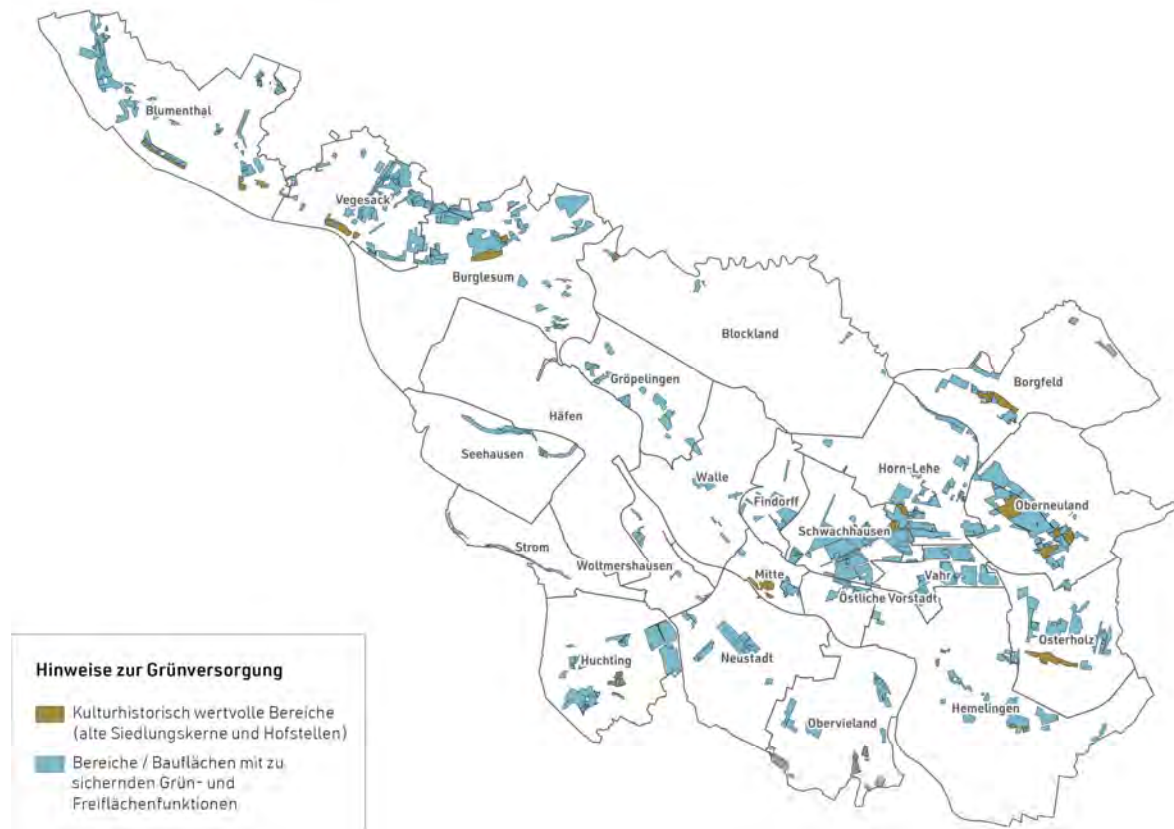 Blumenthal
Vegesack
Burglesum
Blockland
Borgfeld
Gröpelingen
Häfen
Seehausen
Horn-Lehe
Walle
Findorff
Oberneuland
Schwachhausen
Strom
Woltmershausen
Mitte
Vahr
Östliche Vorstadt
Osterholz
Huchting
Neustadt
Hemelingen
Obervieland
Hinweise zur Grünversorgung
Kulturhistorisch wertvolle Bereiche
(alte Siedlungskerne und Hofstellen)
Bereiche / Bauflächen mit zu
sichernden Grün- und
Freiflächenfunktionen